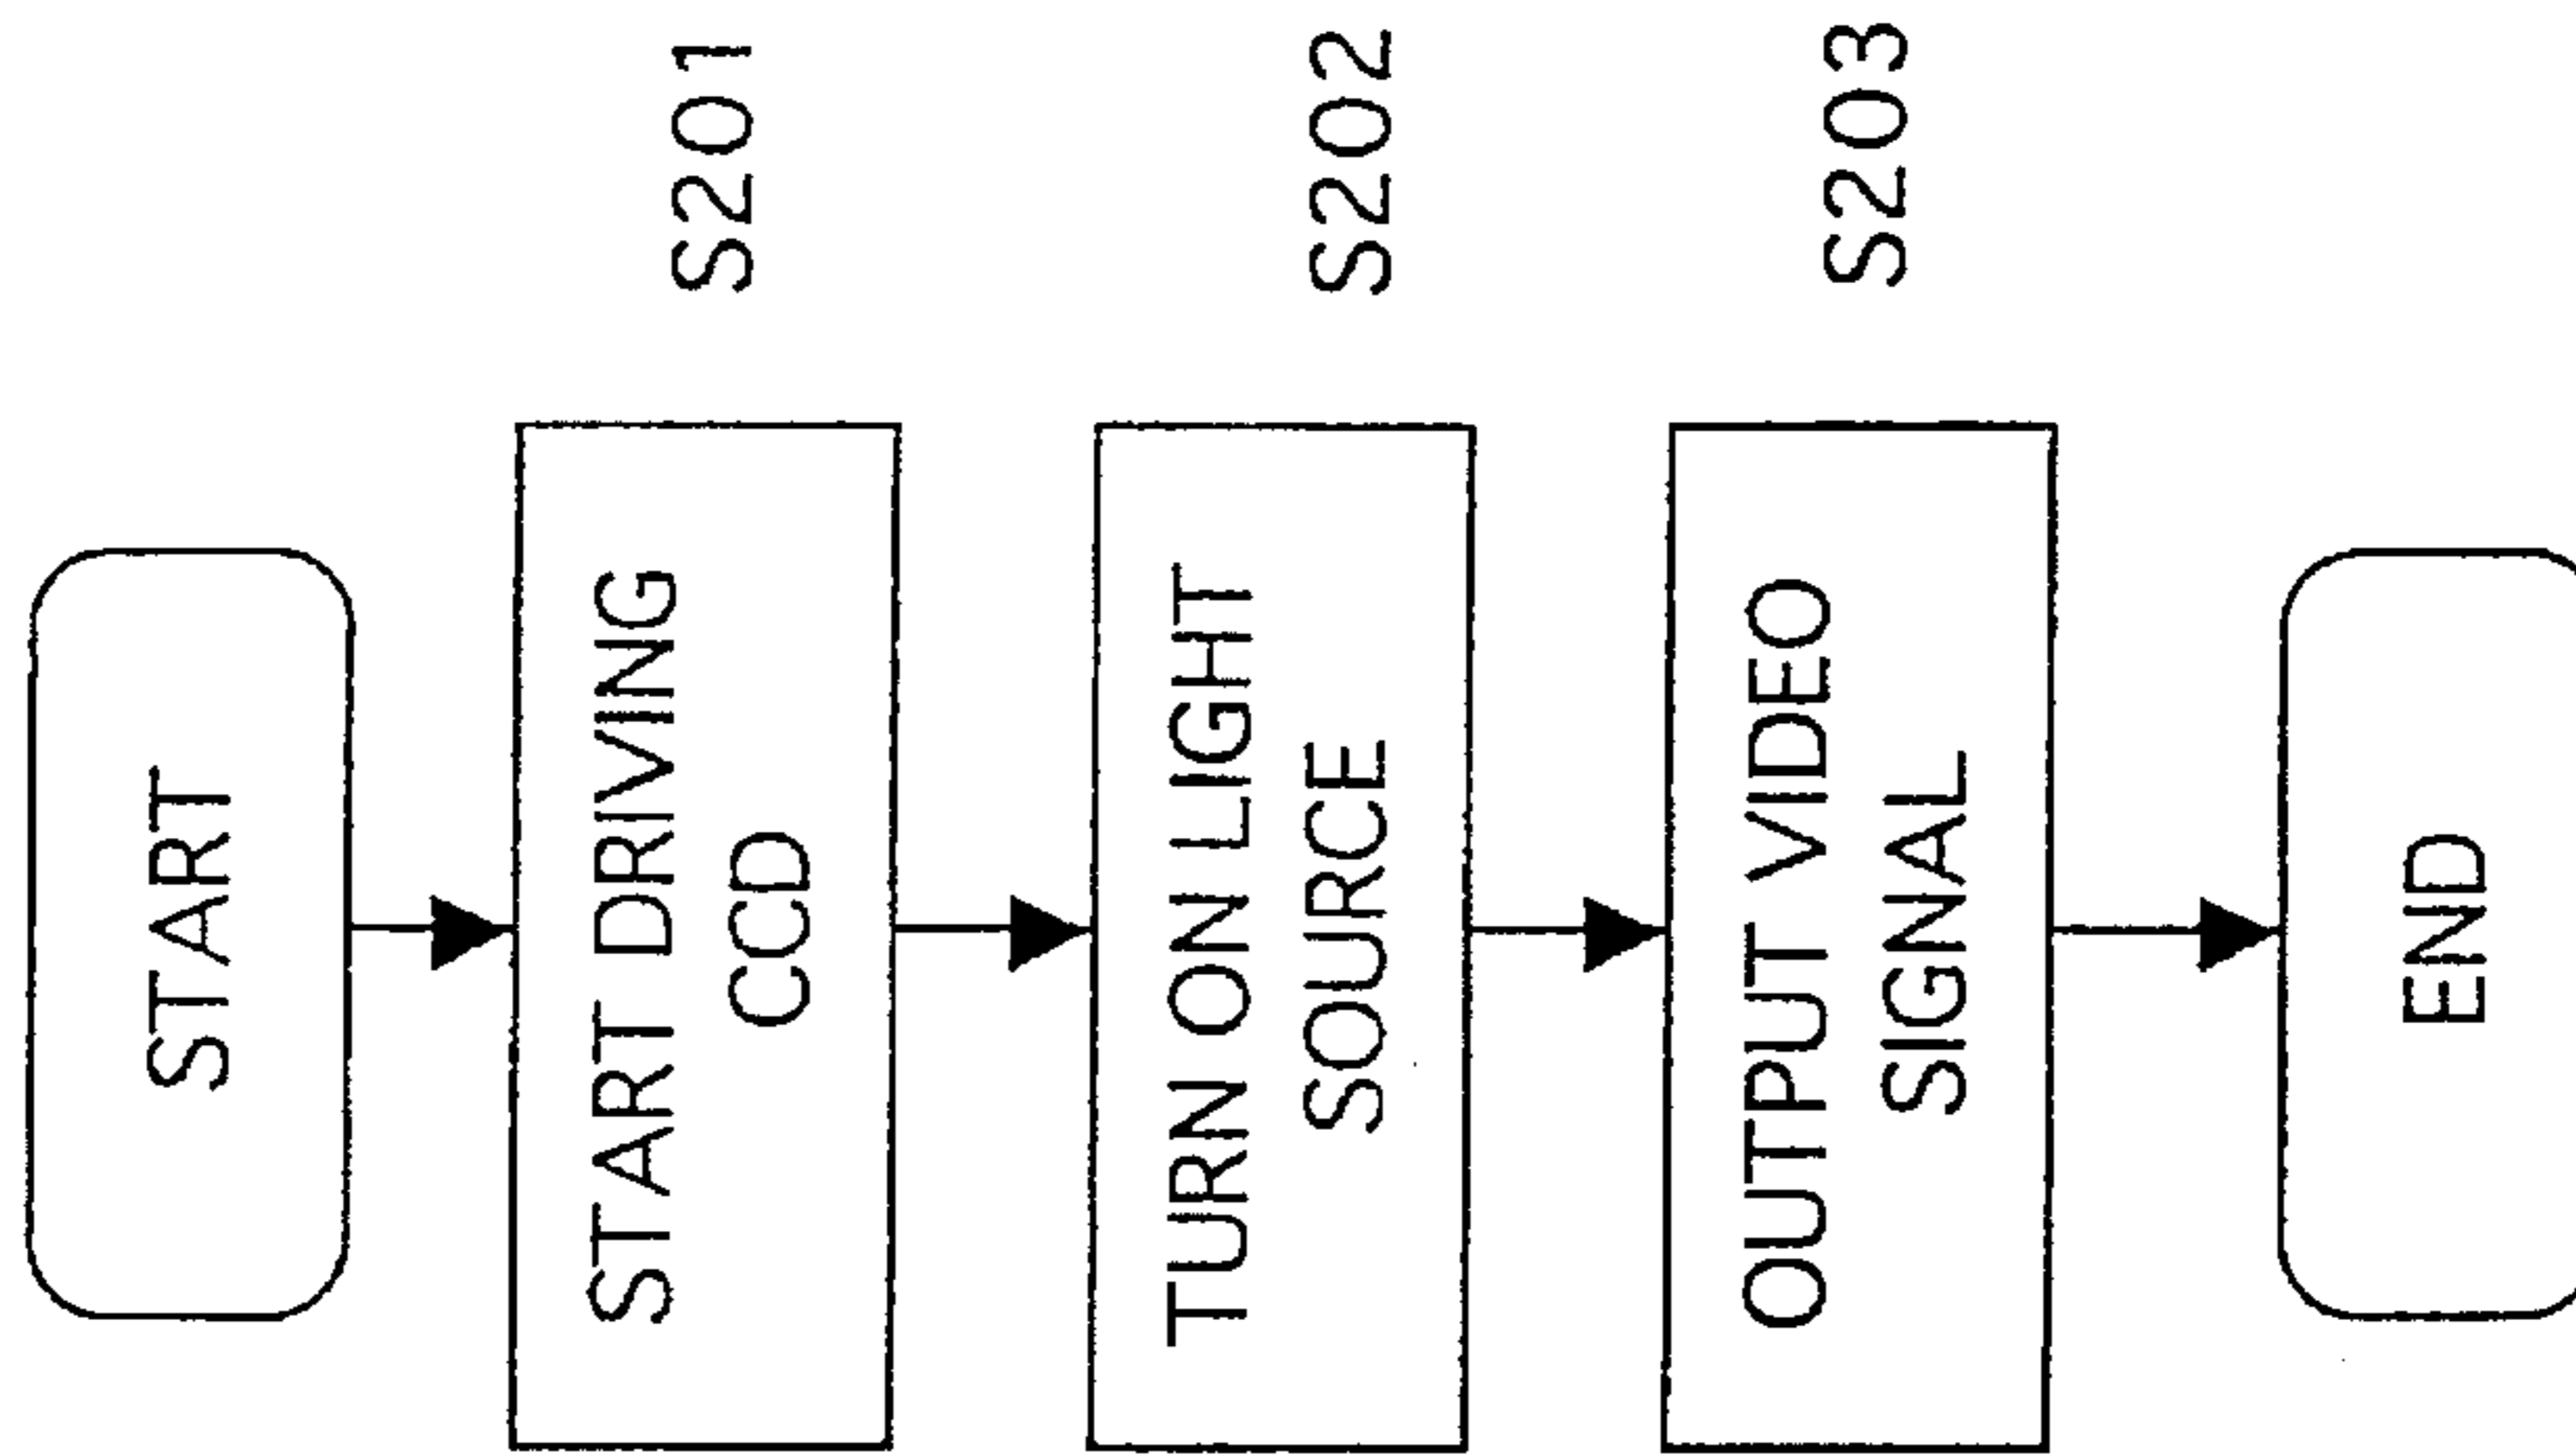 START
START DRIVING
CCD
S201
TURN ON LIGHT
SOURCE
S202
OUTPUT VIDEO
SIGNAL
S203
END